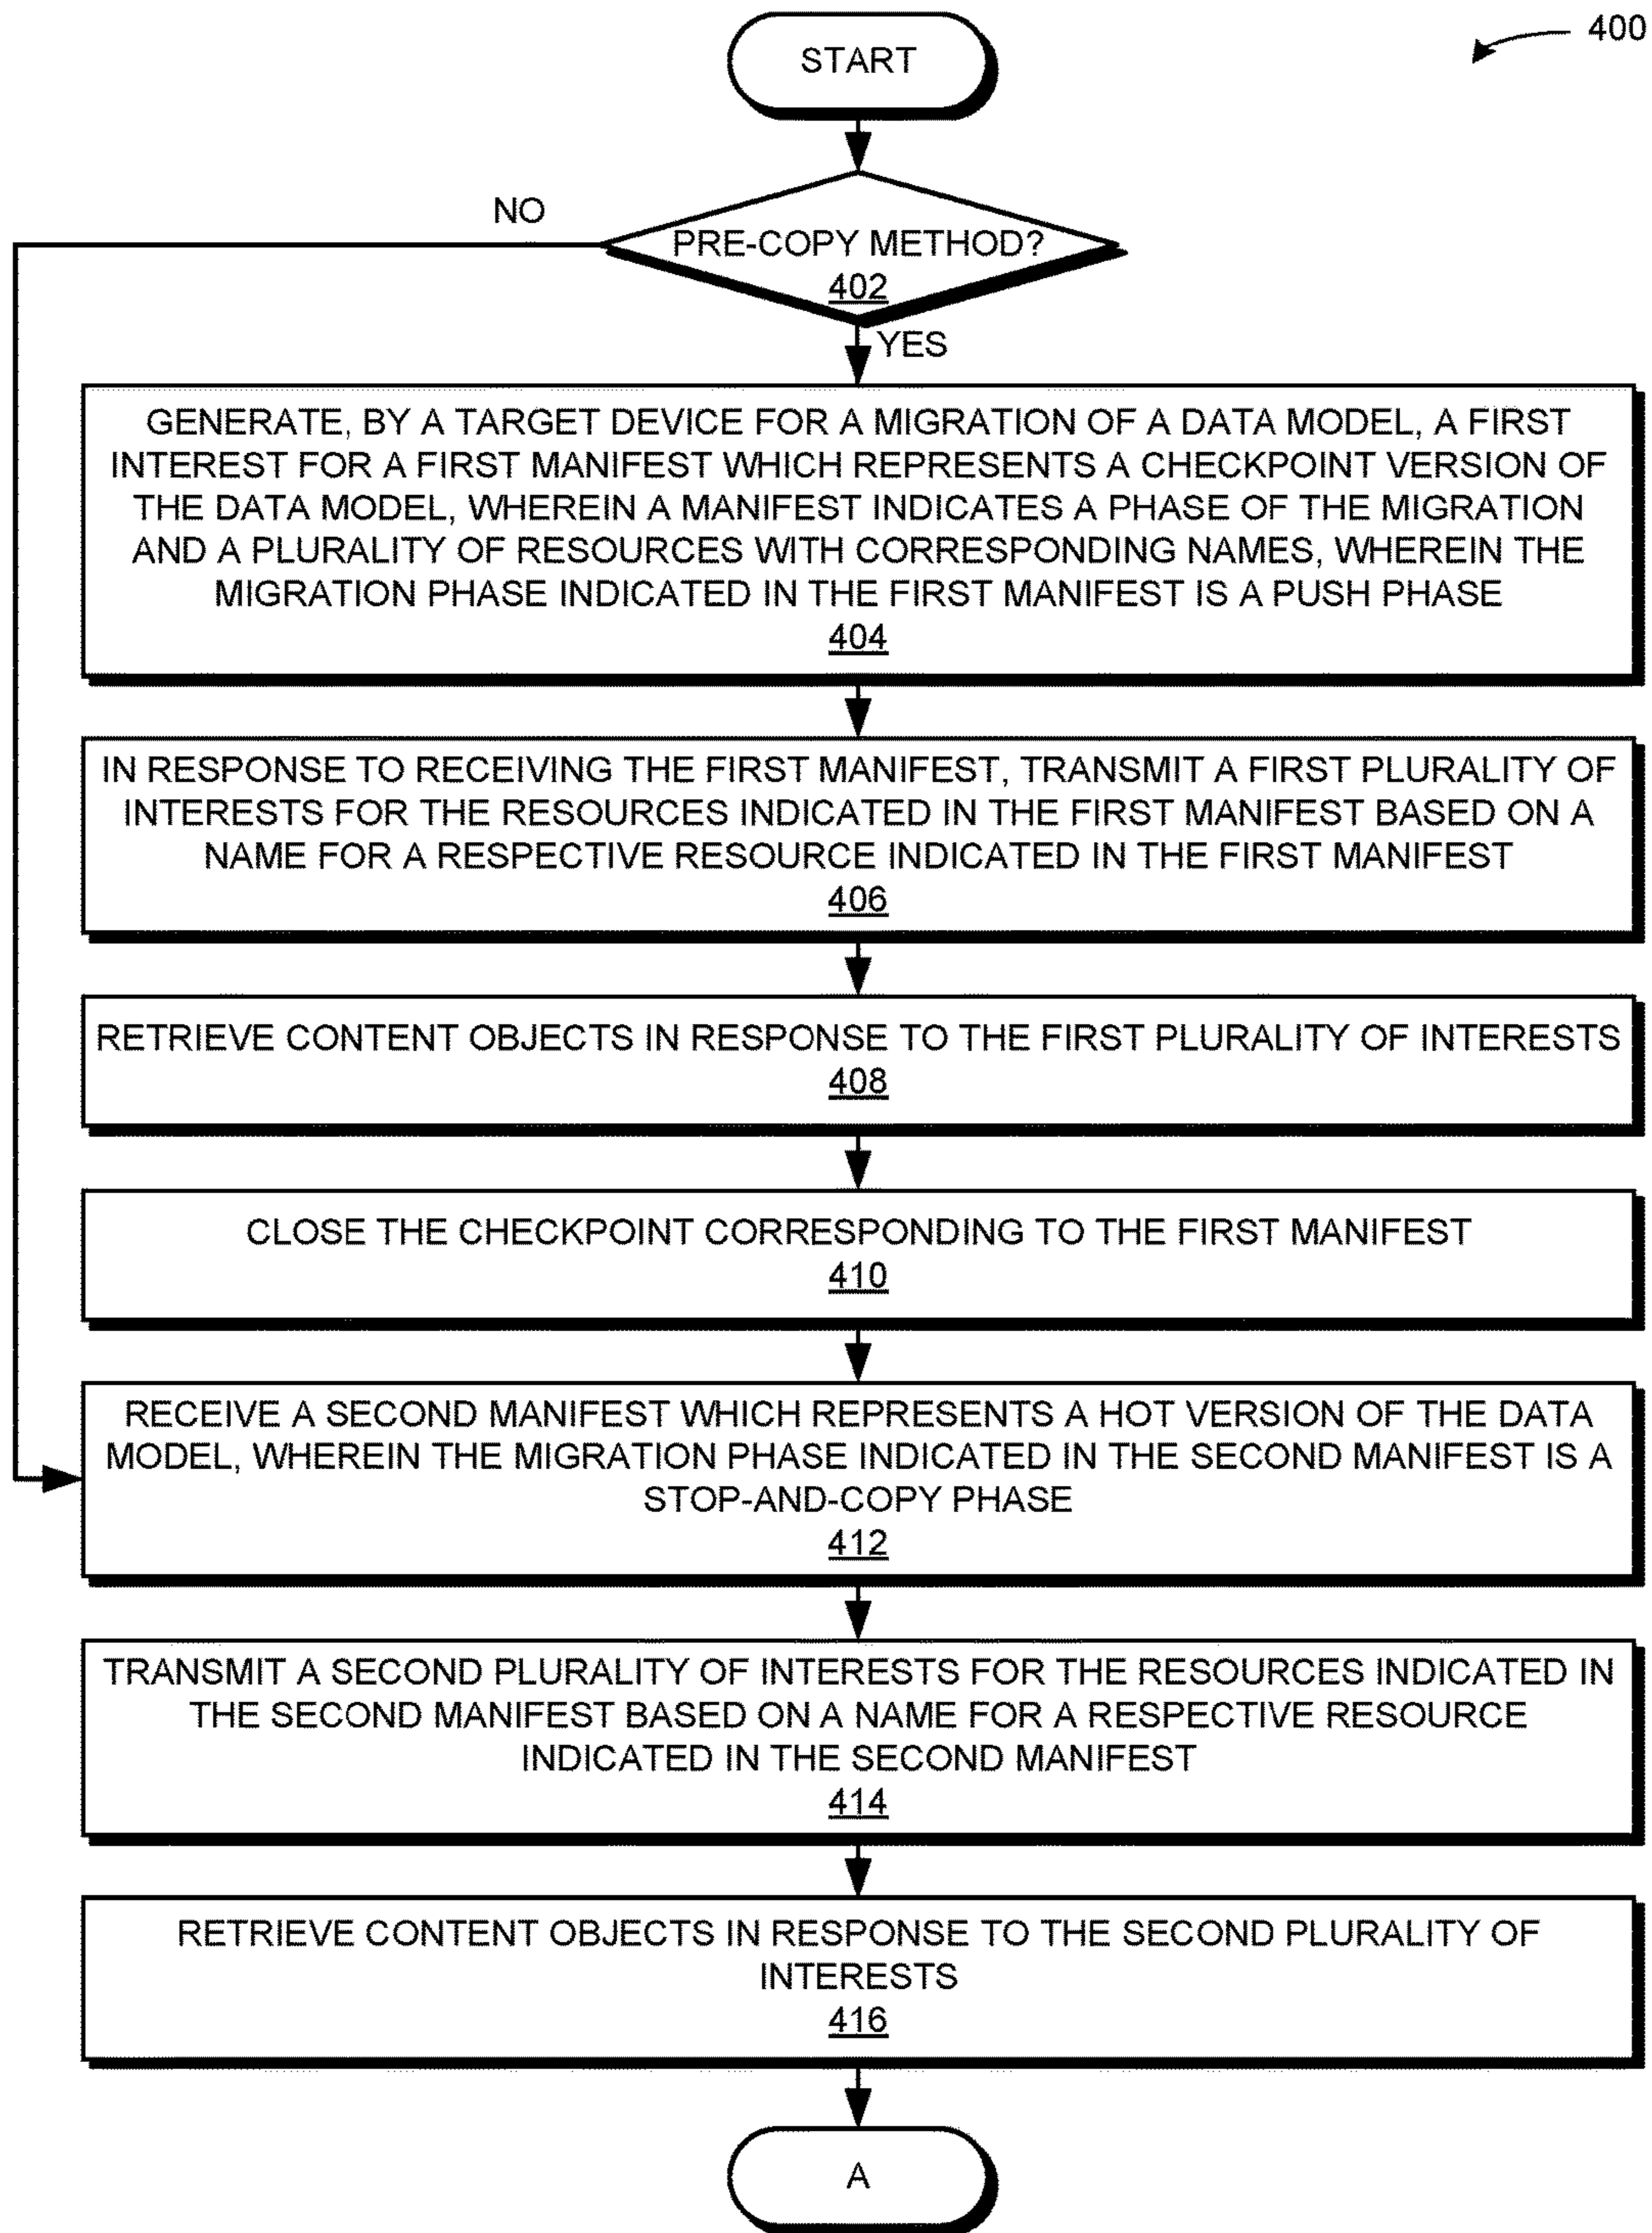 400
START
NO
PRE-COPY METHOD?
402
YES
GENERATE, BY A TARGET DEVICE FOR A MIGRATION OF A DATA MODEL, A FIRST
INTEREST FOR A FIRST MANIFEST WHICH REPRESENTS A CHECKPOINT VERSION OF
THE DATA MODEL, WHEREIN A MANIFEST INDICATES A PHASE OF THE MIGRATION
AND A PLURALITY OF RESOURCES WITH CORRESPONDING NAMES, WHEREIN THE
MIGRATION PHASE INDICATED IN THE FIRST MANIFEST IS A PUSH PHASE
404
IN RESPONSE TO RECEIVING THE FIRST MANIFEST, TRANSMIT A FIRST PLURALITY OF
INTERESTS FOR THE RESOURCES INDICATED IN THE FIRST MANIFEST BASED ON A
NAME FOR A RESPECTIVE RESOURCE INDICATED IN THE FIRST MANIFEST
406
RETRIEVE CONTENT OBJECTS IN RESPONSE TO THE FIRST PLURALITY OF INTERESTS
408
CLOSE THE CHECKPOINT CORRESPONDING TO THE FIRST MANIFEST
410
RECEIVE A SECOND MANIFEST WHICH REPRESENTS A HOT VERSION OF THE DATA
MODEL, WHEREIN THE MIGRATION PHASE INDICATED IN THE SECOND MANIFEST IS A
STOP-AND-COPY PHASE
412
TRANSMIT A SECOND PLURALITY OF INTERESTS FOR THE RESOURCES INDICATED IN
THE SECOND MANIFEST BASED ON A NAME FOR A RESPECTIVE RESOURCE
INDICATED IN THE SECOND MANIFEST
414
RETRIEVE CONTENT OBJECTS IN RESPONSE TO THE SECOND PLURALITY OF
INTERESTS
416
A